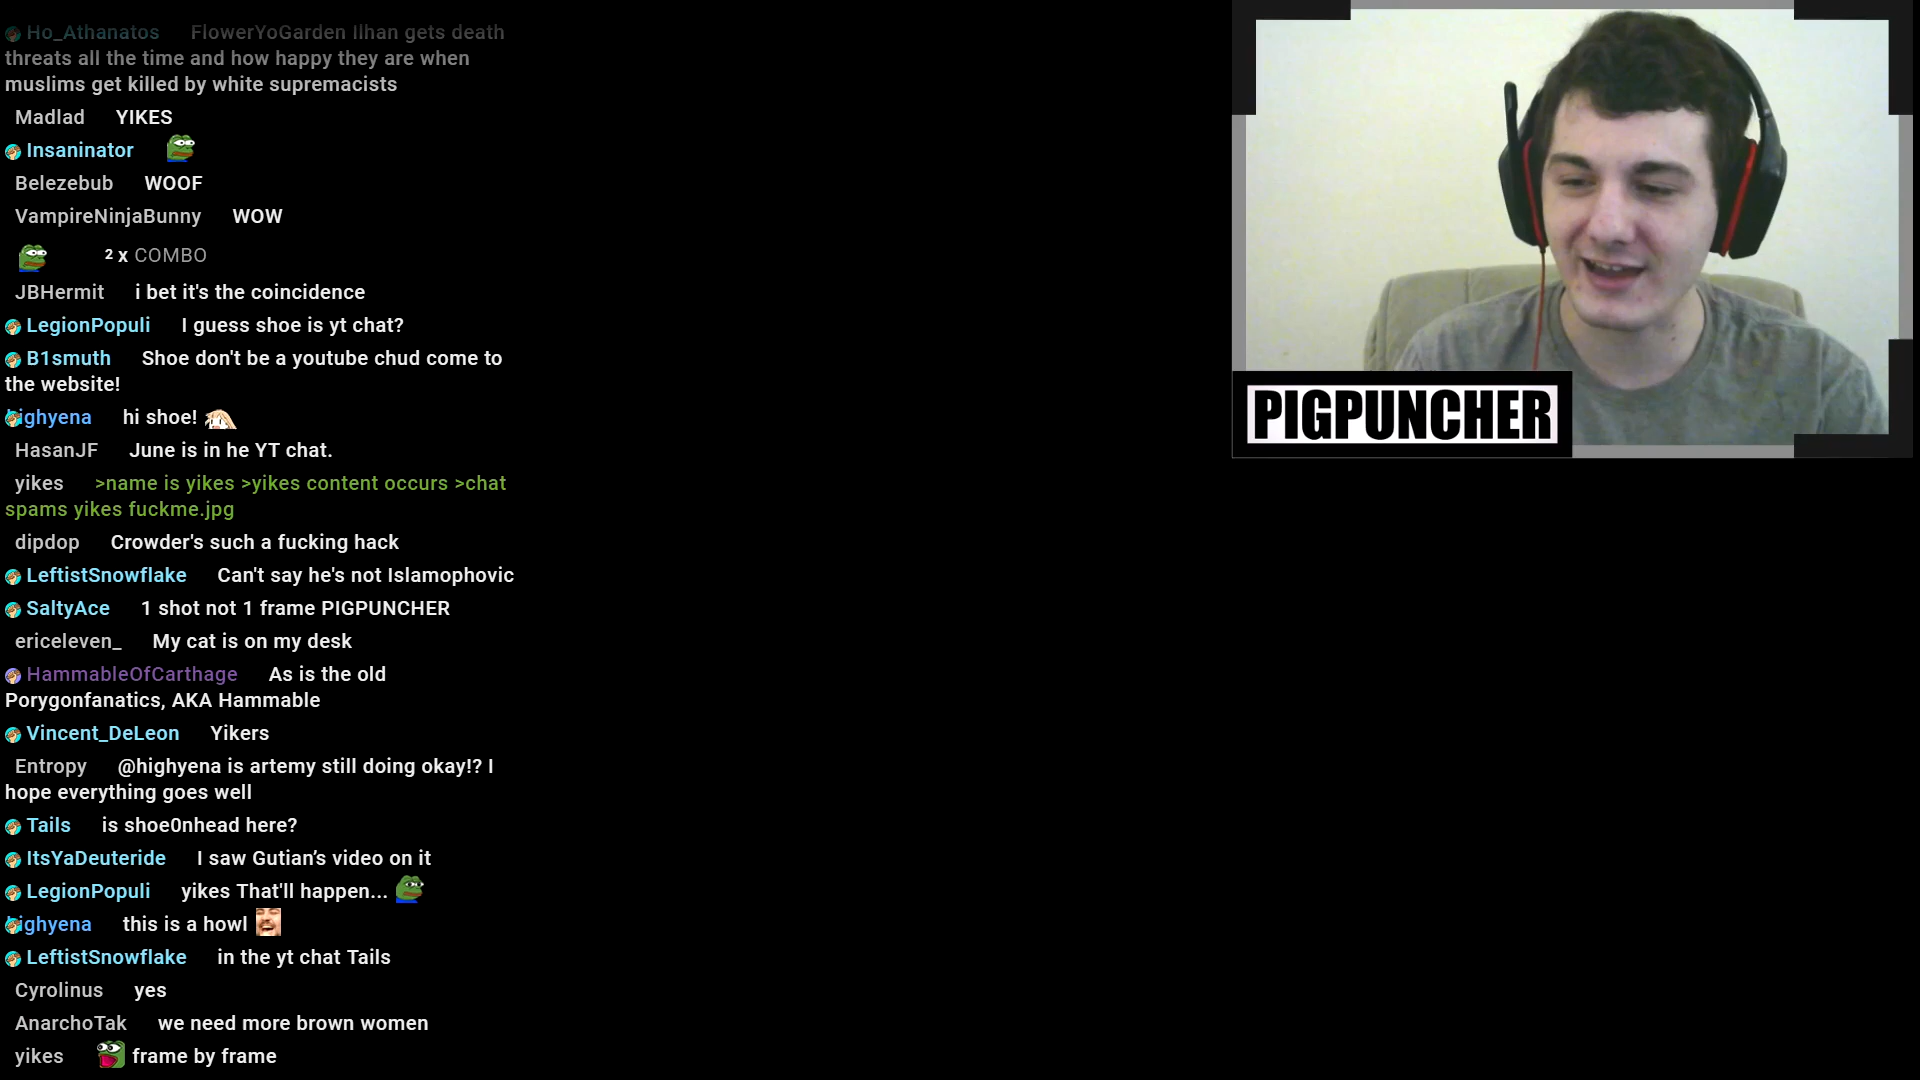 Ho_Athanatos FlowerYoGarden Ilhan gets death
threats all the time and how happy they are when
muslims get killed by white supremacists
Madlad YIKES
Insaninator
Belezebub WOOF
VampireNinjaBunny WOW
2 x COMBO
JBHermit i bet it's the coincidence
LegionPopuli I guess shoe is yt chat?
B1smuth Shoe don't be a youtube chud come to
the website!
highyena hi shoe!
HasanJF June is in he YT chat.
yikes >name is yikes >yikes content occurs >chat
spams yikes fuckme.jpg
dipdop Crowder's such a fucking hack
LeftistSnowflake Can't say he's not Islamophovic
SaltyAce 1 shot not 1 frame PIGPUNCHER
ericeleven_ My cat is on my desk
HammableOfCarthage As is the old
Porygonfanatics, AKA Hammable
Vincent_DeLeon Yikers
Entropy @highyena is artemy still doing okay!? I
hope everything goes well
Tails is shoe0nhead here?
ItsYaDeuteride I saw Gutian’s video on it
LegionPopuli yikes That'll happen...
highyena this is a howl
LeftistSnowflake in the yt chat Tails
Cyrolinus yes
AnarchoTak we need more brown women
yikes frame by frame
PIGPUNCHER